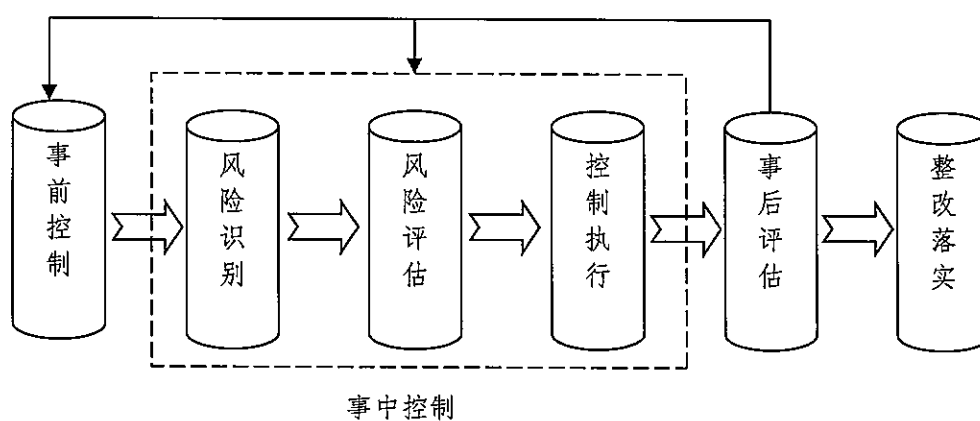 事前控制
风险识别
风险评估
控制执行
事后评估
整改落实
事中控制